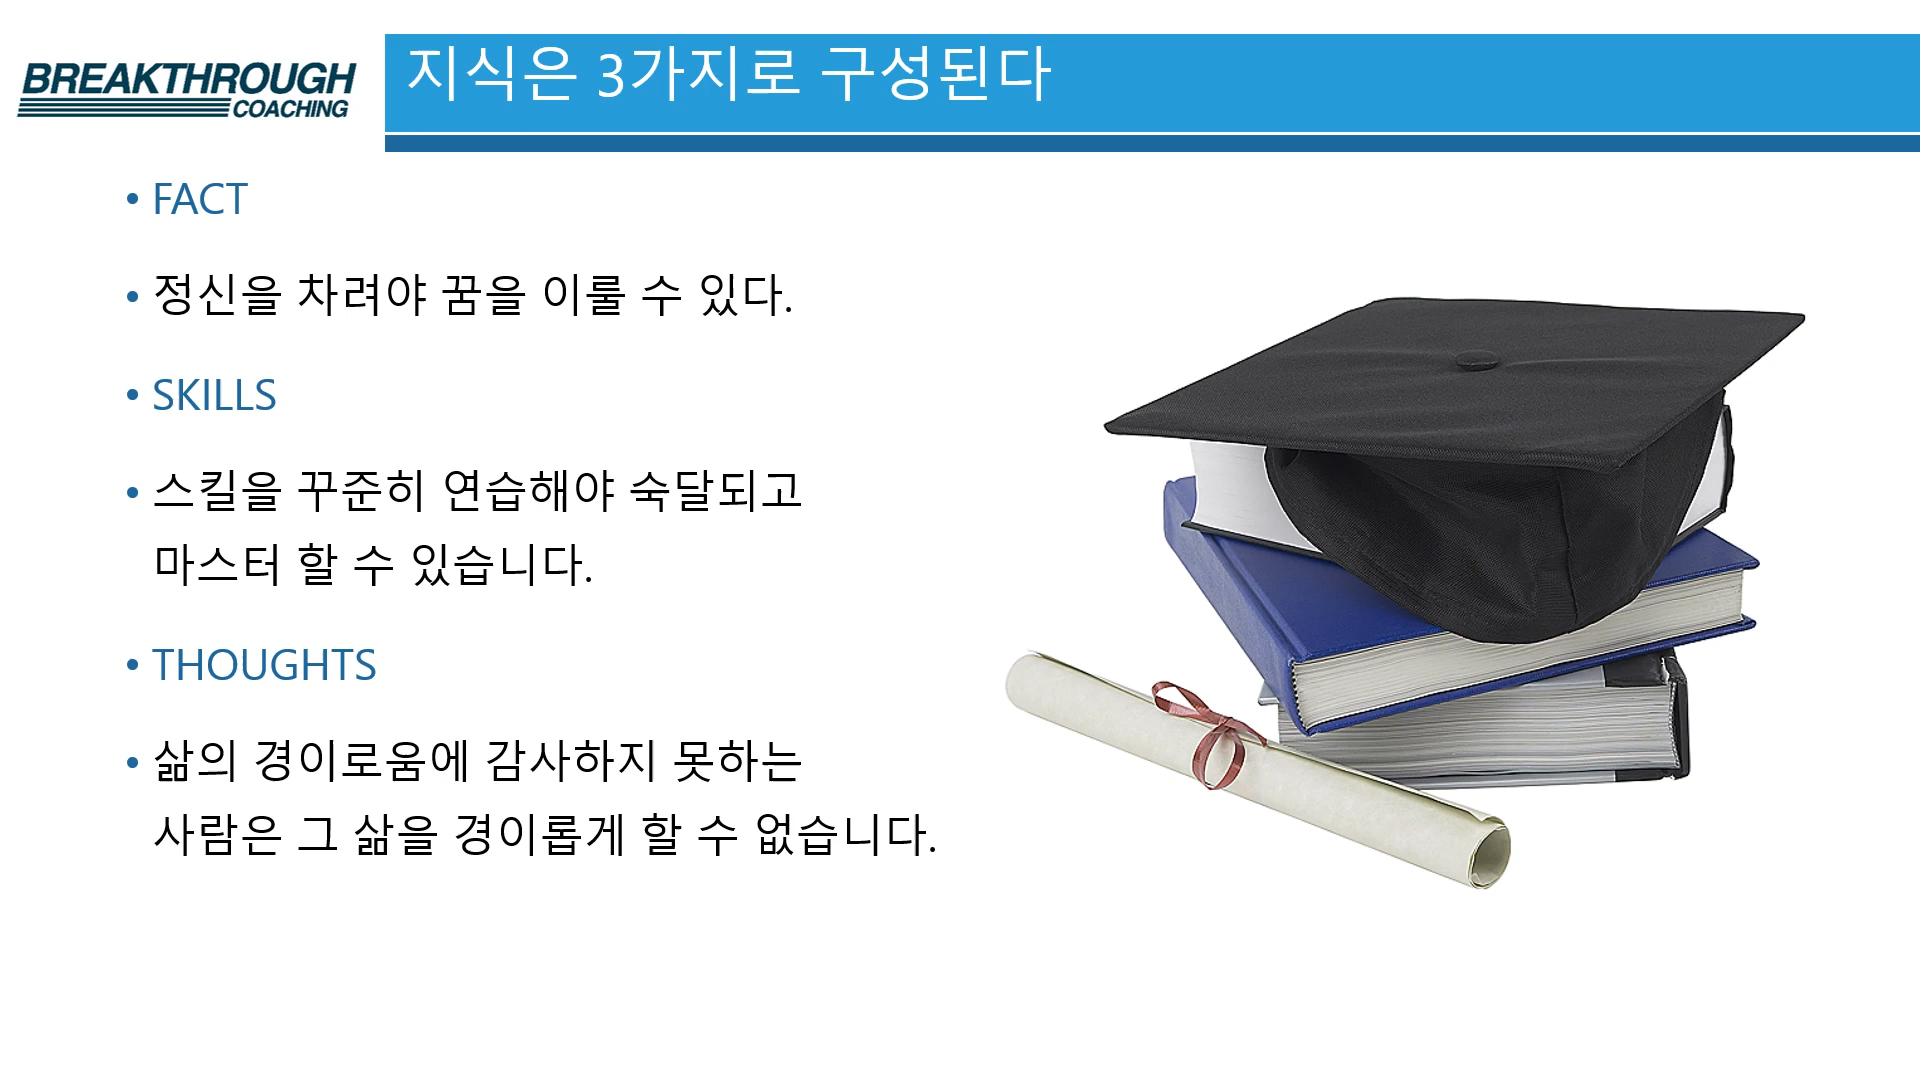 BREAKTHROUGH
COACHING
지식은 3가지로 구성된다
• FACT
• 정신을 차려야 꿈을 이룰 수 있다.
• SKILLS
• 스킬을 꾸준히 연습해야 숙달되고
마스터 할 수 있습니다.
• THOUGHTS
• 삶의 경이로움에 감사하지 못하는
사람은 그 삶을 경이롭게 할 수 없습니다.